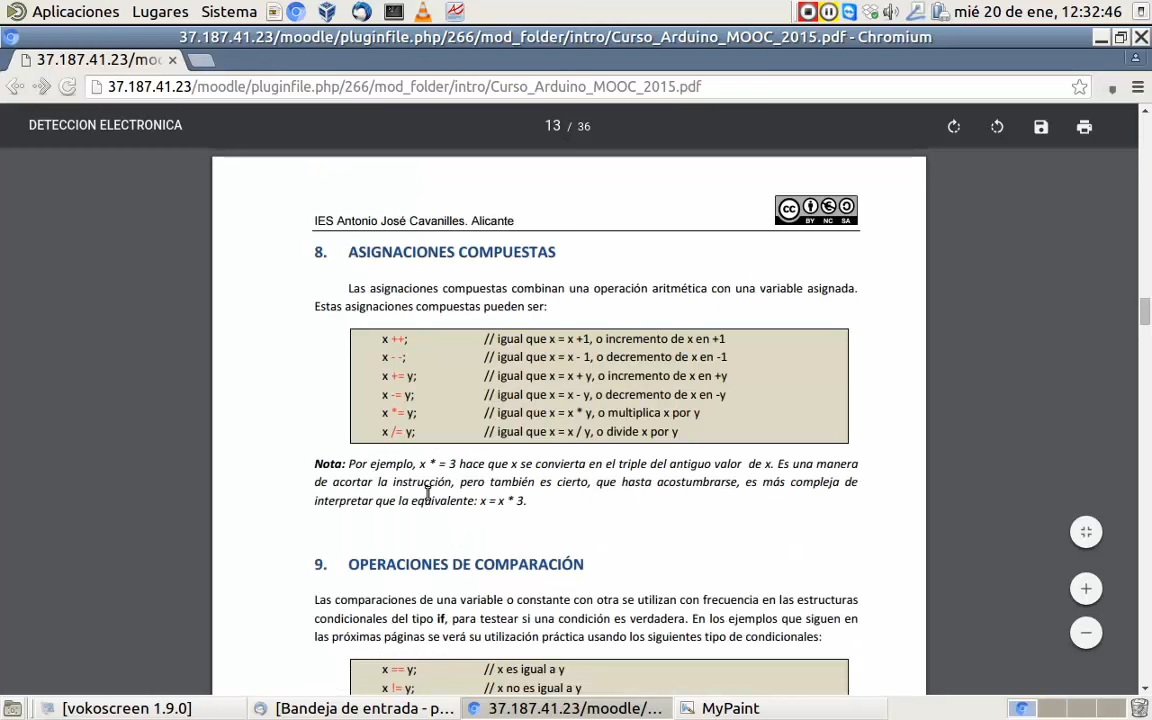 Aplicaciones Lugares Sistema mié 20 de ene, 12:32:46
37.187.41.23/moodle/pluginfile.php/266/mod_folder/intro/Curso_Arduino_MOOC_2015.pdf - Chromium
37.187.41.23/moo
37.187.41.23/moodle/pluginfile.php/266/mod_folder/intro/Curso_Arduino_MOOC_2015.pdf
DETECCION ELECTRONICA 13 / 36
IES Antonio José Cavanilles. Alicante
cc BY NC SA
8. ASIGNACIONES COMPUESTAS
Las asignaciones compuestas combinan una operación aritmética con una variable asignada.
Estas asignaciones compuestas pueden ser:
x ++; // igual que x = x +1, o incremento de x en +1
x - -; // igual que x = x - 1, o decremento de x en -1
x += y; // igual que x = x + y, o incremento de x en +y
x -= y; // igual que x = x - y, o decremento de x en -y
x *= y; // igual que x = x * y, o multiplica x por y
x /= y; // igual que x = x / y, o divide x por y
Nota: Por ejemplo, x * = 3 hace que x se convierta en el triple del antiguo valor de x. Es una manera
de acortar la instrucción, pero también es cierto, que hasta acostumbrarse, es más compleja de
interpretar que la equivalente: x = x * 3.
9. OPERACIONES DE COMPARACIÓN
Las comparaciones de una variable o constante con otra se utilizan con frecuencia en las estructuras
condicionales del tipo if, para testear si una condición es verdadera. En los ejemplos que siguen en
las próximas páginas se verá su utilización práctica usando los siguientes tipo de condicionales:
x == y; // x es igual a y
x != y; // x no es igual a y
[vokoscreen 1.9.0] [Bandeja de entrada - p... 37.187.41.23/moodle/... MyPaint